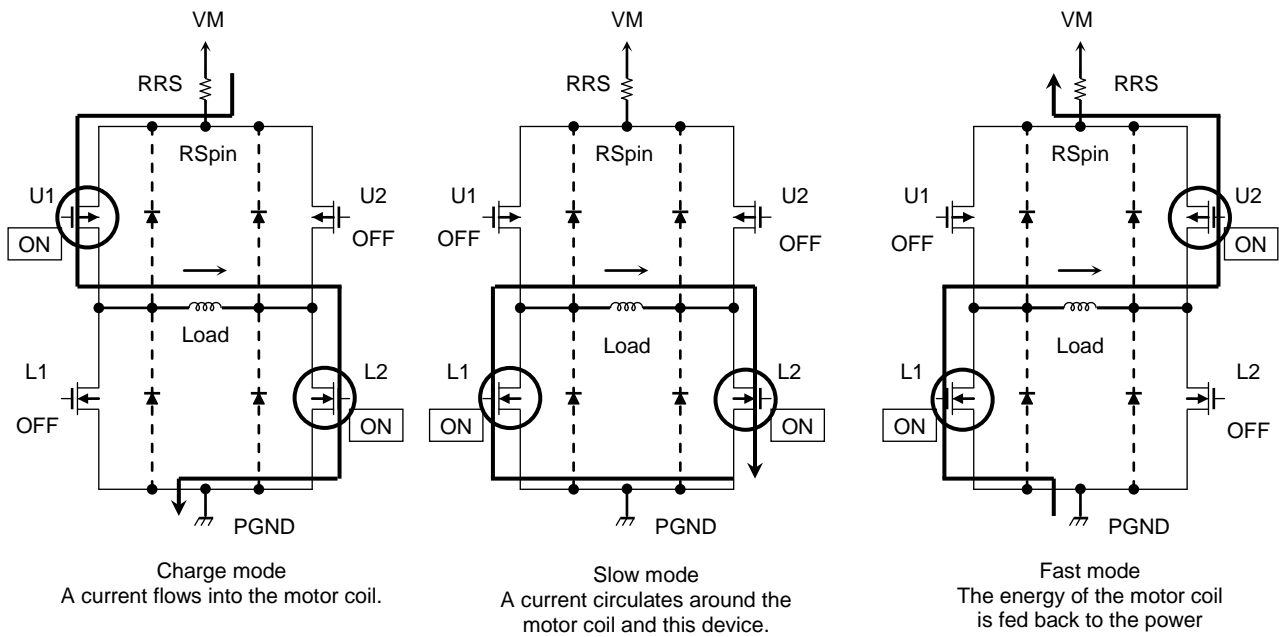 VM
RRS
RSpin
U1
U2
ON
OFF
Load
L1
L2
OFF
ON
PGND
Charge mode
A current flows into the motor coil.
VM
RRS
RSpin
U1
U2
OFF
OFF
Load
L1
L2
ON
ON
PGND
Slow mode
A current circulates around the
motor coil and this device.
VM
RRS
RSpin
U1
U2
OFF
ON
Load
L1
L2
ON
OFF
PGND
Fast mode
The energy of the motor coil
is fed back to the power